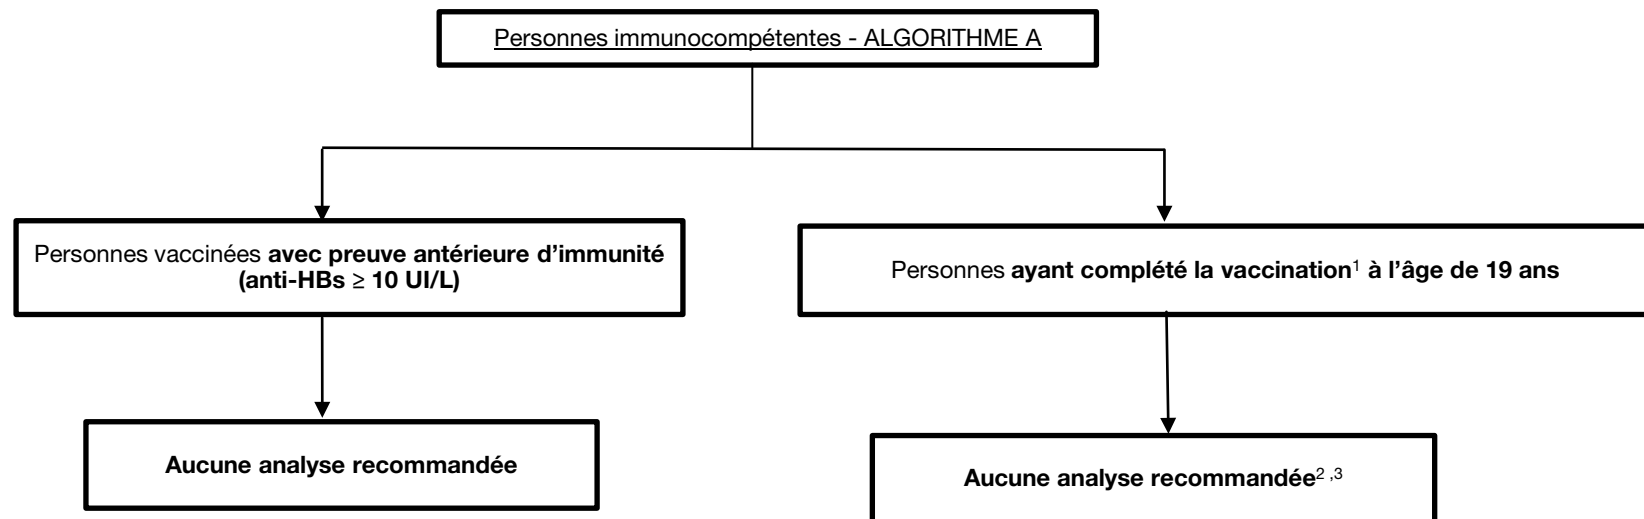 Personnes immunocompétentes - ALGORITHME A
Personnes vaccinées avec preuve antérieure d’immunité
(anti-HBs ≥ 10 UI/L)
Personnes ayant complété la vaccination¹ à l’âge de 19 ans
Aucune analyse recommandée
Aucune analyse recommandée² ,³